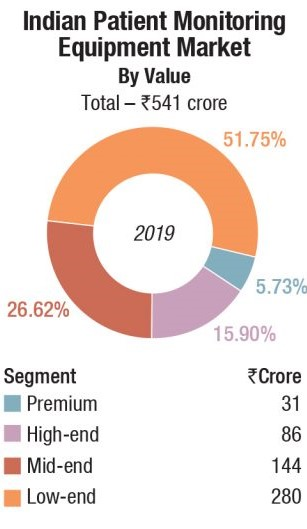 Indian Patient Monitoring
Equipment Market
By Value
Total – ₹541 crore
51.75%
2019
5.73%
26.62%
15.90%
Segment ₹Crore
Premium 31
High-end 86
Mid-end 144
Low-end 280